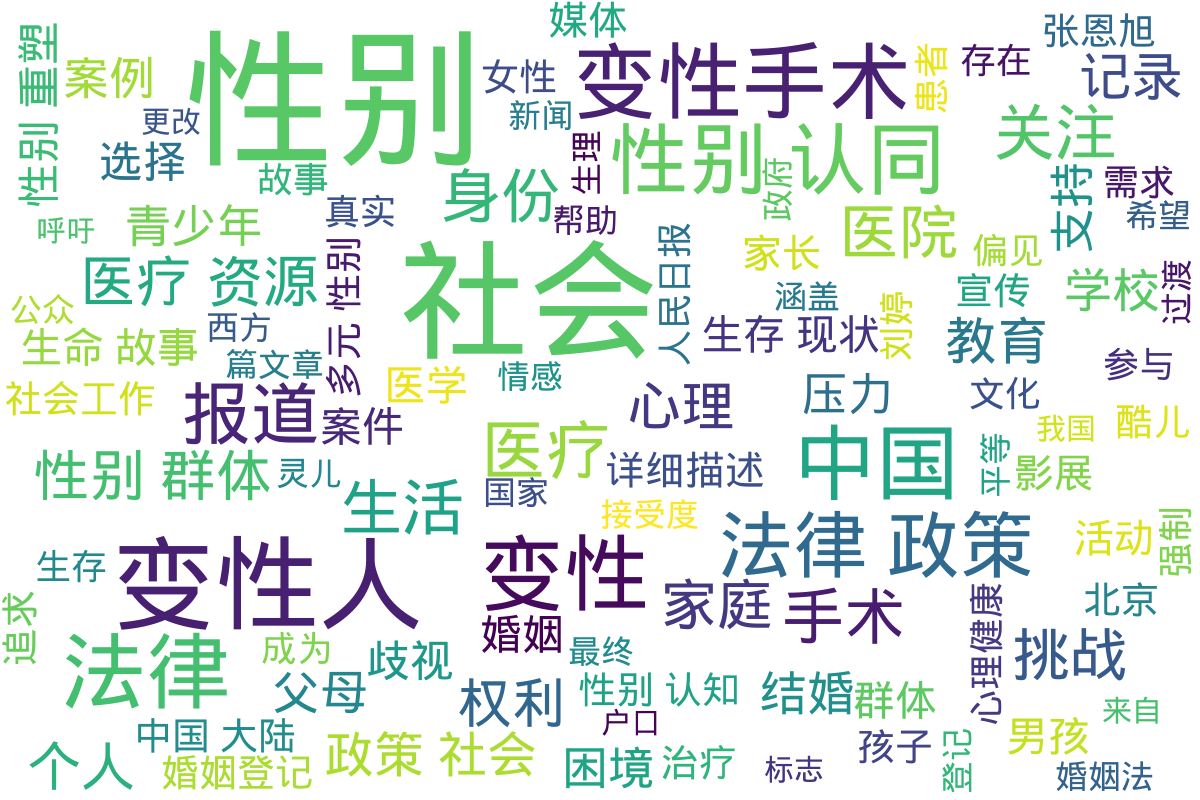 媒体
张恩旭
性别 重塑
案例
性别
女性
变性手术
患者
存在
记录
更改
新闻
选择
故事
生理
性别 认同
关注
政府
需求
支持
希望
呼吁
青少年
真实
身份
帮助
医院
家长
偏见
人民日报
医疗 资源
多元 性别
社会
涵盖
宣传
学校
过渡
公众
西方
生命 故事
篇文章
生存 现状
刘婷
教育
参与
社会工作
医学
情感
报道
案件
心理
压力
文化
我国
酷儿
性别 群体
灵儿
医疗
详细描述
中国
平等
影展
生活
国家
接受度
法律 政策
活动
强制
生存
变性人
变性
家庭
手术
心理健康
北京
追求
法律
成为
歧视
婚姻
最终
挑战
父母
权利
性别 认知
结婚
群体
来自
户口
中国 大陆
个人
婚姻登记
政策 社会
困境
治疗
标志
孩子
登记
男孩
婚姻法